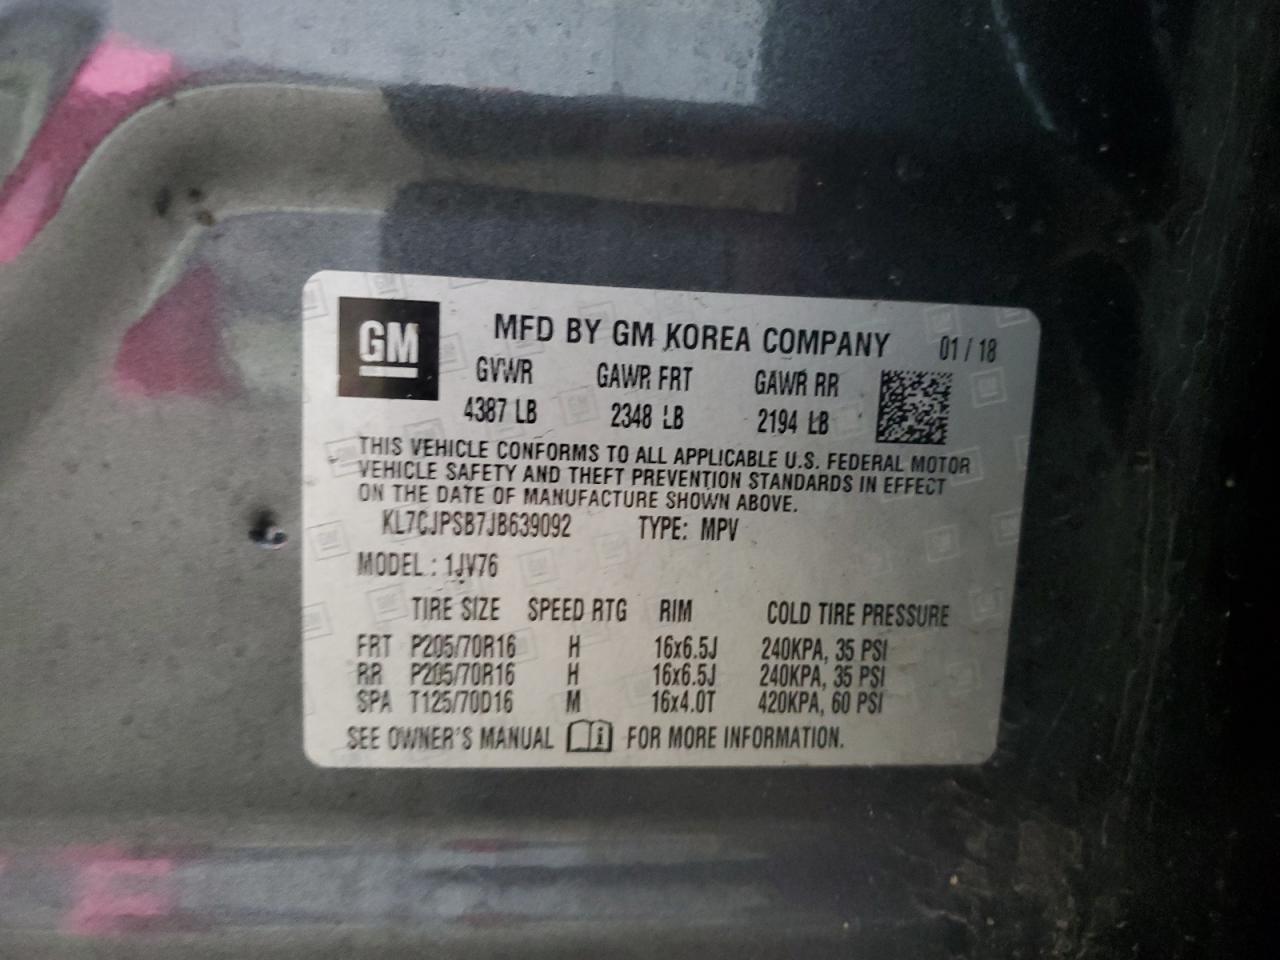 GM
MFD BY GM KOREA COMPANY 01 / 18
GVWR GAWR FRT GAWR RR
4387 LB 2348 LB 2194 LB
THIS VEHICLE CONFORMS TO ALL APPLICABLE U.S. FEDERAL MOTOR
VEHICLE SAFETY AND THEFT PREVENTION STANDARDS IN EFFECT
ON THE DATE OF MANUFACTURE SHOWN ABOVE.
KL7CJPSB7JB639092 TYPE: MPV
MODEL : 1JV76
TIRE SIZE SPEED RTG RIM COLD TIRE PRESSURE
FRT P205/70R16 H 16x6.5J 240KPA, 35 PSI
RR P205/70R16 H 16x6.5J 240KPA, 35 PSI
SPA T125/70D16 M 16x4.0T 420KPA, 60 PSI
SEE OWNER'S MANUAL i FOR MORE INFORMATION.